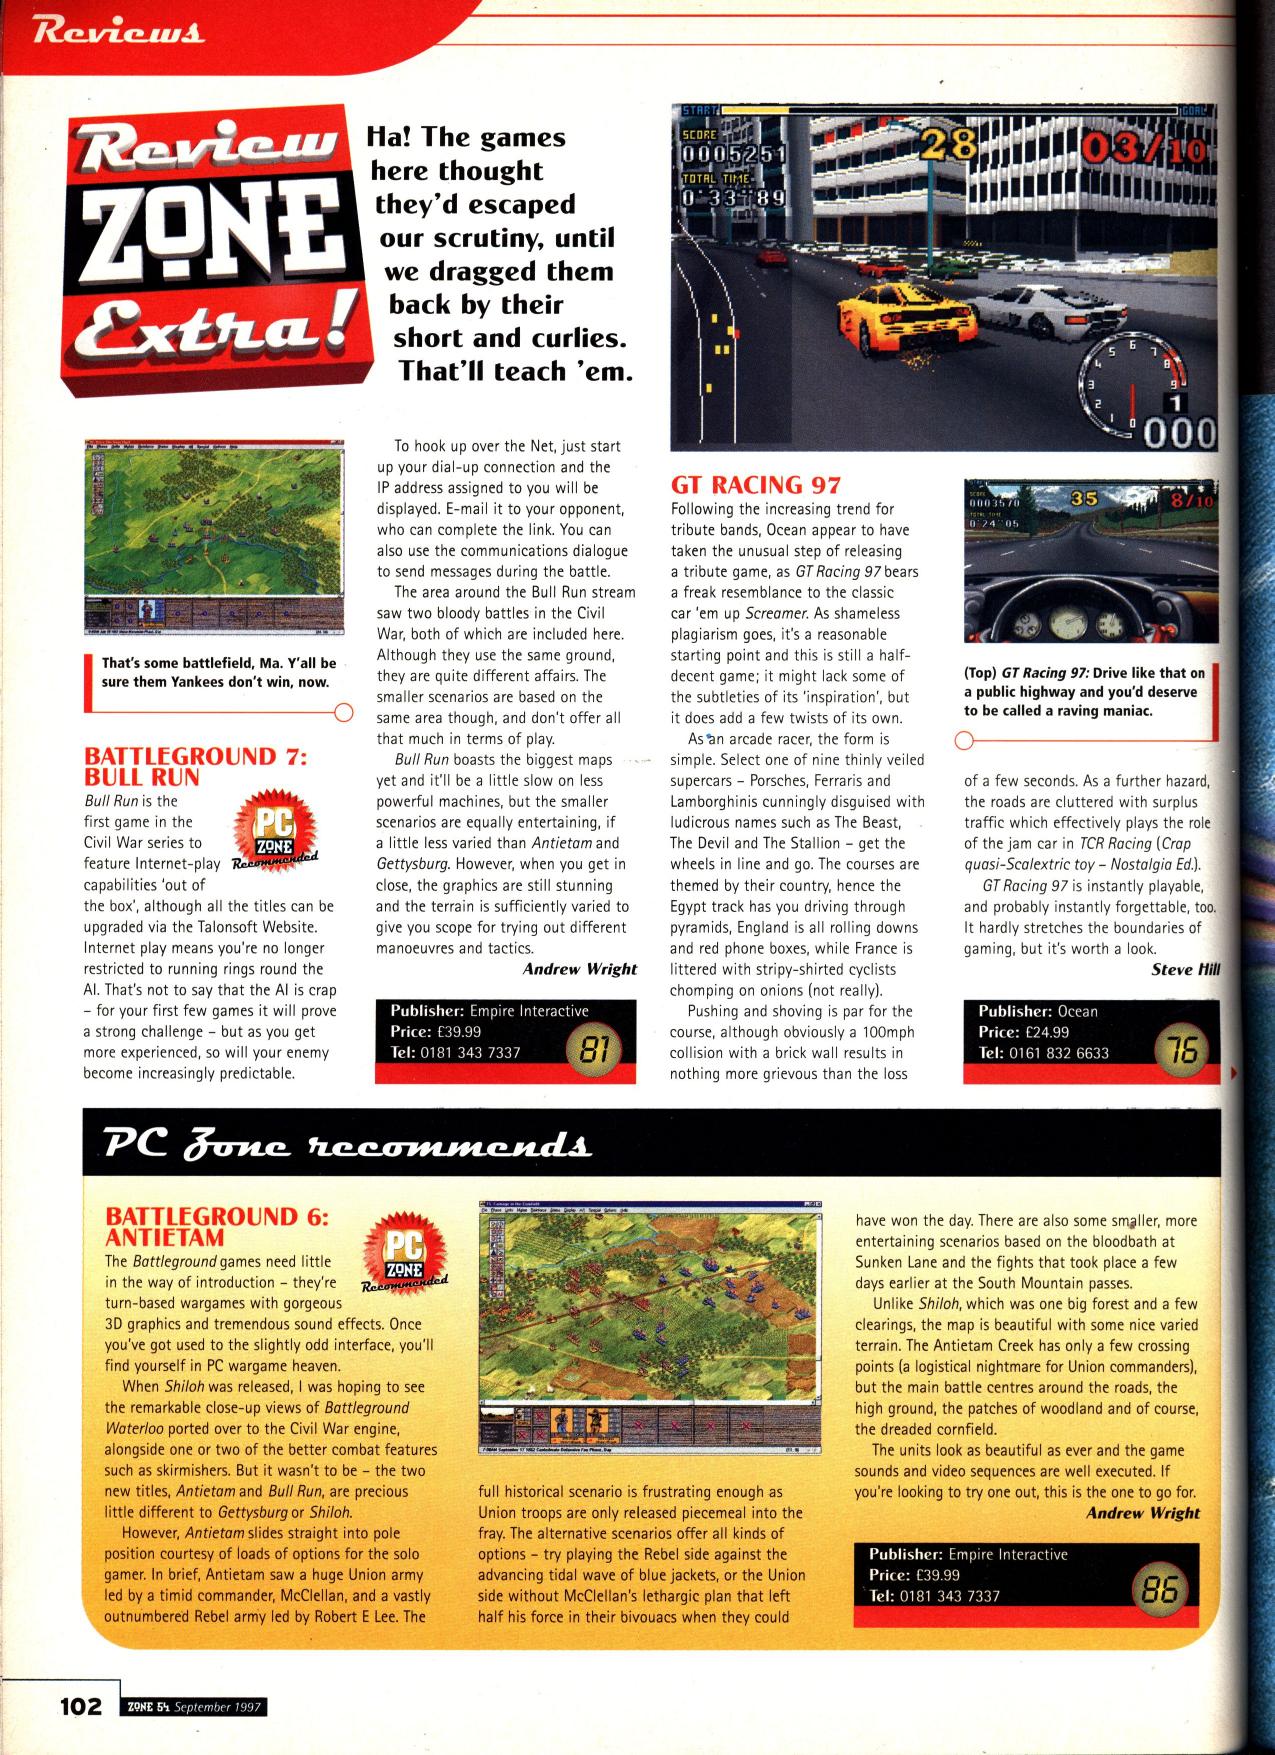 Reviews
Review
ZONE
Extra!
Ha! The games
here thought
they'd escaped
our scrutiny, until
we dragged them
back by their
short and curlies.
That'll teach 'em.
START
GOAL
SCORE
0005251
TOTAL TIME
0'33"89
28
03/10
1
000
That's some battlefield, Ma. Y'all be
sure them Yankees don't win, now.
BATTLEGROUND 7:
BULL RUN
Bull Run is the
first game in the
Civil War series to
feature Internet-play
capabilities 'out of
the box', although all the titles can be
upgraded via the Talonsoft Website.
Internet play means you're no longer
restricted to running rings round the
AI. That's not to say that the AI is crap
– for your first few games it will prove
a strong challenge – but as you get
more experienced, so will your enemy
become increasingly predictable.
PC
ZONE
Recommended
To hook up over the Net, just start
up your dial-up connection and the
IP address assigned to you will be
displayed. E-mail it to your opponent,
who can complete the link. You can
also use the communications dialogue
to send messages during the battle.
The area around the Bull Run stream
saw two bloody battles in the Civil
War, both of which are included here.
Although they use the same ground,
they are quite different affairs. The
smaller scenarios are based on the
same area though, and don't offer all
that much in terms of play.
Bull Run boasts the biggest maps
yet and it'll be a little slow on less
powerful machines, but the smaller
scenarios are equally entertaining, if
a little less varied than Antietam and
Gettysburg. However, when you get in
close, the graphics are still stunning
and the terrain is sufficiently varied to
give you scope for trying out different
manoeuvres and tactics.
Andrew Wright
Publisher: Empire Interactive
Price: £39.99
Tel: 0181 343 7337
81
GT RACING 97
Following the increasing trend for
tribute bands, Ocean appear to have
taken the unusual step of releasing
a tribute game, as GT Racing 97 bears
a freak resemblance to the classic
car 'em up Screamer. As shameless
plagiarism goes, it's a reasonable
starting point and this is still a half-
decent game; it might lack some of
the subtleties of its 'inspiration', but
it does add a few twists of its own.
As an arcade racer, the form is
simple. Select one of nine thinly veiled
supercars – Porsches, Ferraris and
Lamborghinis cunningly disguised with
ludicrous names such as The Beast,
The Devil and The Stallion – get the
wheels in line and go. The courses are
themed by their country, hence the
Egypt track has you driving through
pyramids, England is all rolling downs
and red phone boxes, while France is
littered with stripy-shirted cyclists
chomping on onions (not really).
Pushing and shoving is par for the
course, although obviously a 100mph
collision with a brick wall results in
nothing more grievous than the loss
SCORE
0003570
TOTAL TIME
0'24"05
35
8/10
(Top) GT Racing 97: Drive like that on
a public highway and you'd deserve
to be called a raving maniac.
of a few seconds. As a further hazard,
the roads are cluttered with surplus
traffic which effectively plays the role
of the jam car in TCR Racing (Crap
quasi-Scalextric toy – Nostalgia Ed.).
GT Racing 97 is instantly playable,
and probably instantly forgettable, too.
It hardly stretches the boundaries of
gaming, but it's worth a look.
Steve Hill
Publisher: Ocean
Price: £24.99
Tel: 0161 832 6633
76
PC Zone recommends
BATTLEGROUND 6:
ANTIETAM
The Battleground games need little
in the way of introduction – they're
turn-based wargames with gorgeous
3D graphics and tremendous sound effects. Once
you've got used to the slightly odd interface, you'll
find yourself in PC wargame heaven.
When Shiloh was released, I was hoping to see
the remarkable close-up views of Battleground
Waterloo ported over to the Civil War engine,
alongside one or two of the better combat features
such as skirmishers. But it wasn't to be – the two
new titles, Antietam and Bull Run, are precious
little different to Gettysburg or Shiloh.
However, Antietam slides straight into pole
position courtesy of loads of options for the solo
gamer. In brief, Antietam saw a huge Union army
led by a timid commander, McClellan, and a vastly
outnumbered Rebel army led by Robert E Lee. The
PC
ZONE
Recommended
full historical scenario is frustrating enough as
Union troops are only released piecemeal into the
fray. The alternative scenarios offer all kinds of
options – try playing the Rebel side against the
advancing tidal wave of blue jackets, or the Union
side without McClellan's lethargic plan that left
half his force in their bivouacs when they could
have won the day. There are also some smaller, more
entertaining scenarios based on the bloodbath at
Sunken Lane and the fights that took place a few
days earlier at the South Mountain passes.
Unlike Shiloh, which was one big forest and a few
clearings, the map is beautiful with some nice varied
terrain. The Antietam Creek has only a few crossing
points (a logistical nightmare for Union commanders),
but the main battle centres around the roads, the
high ground, the patches of woodland and of course,
the dreaded cornfield.
The units look as beautiful as ever and the game
sounds and video sequences are well executed. If
you're looking to try one out, this is the one to go for.
Andrew Wright
Publisher: Empire Interactive
Price: £39.99
Tel: 0181 343 7337
86
102
ZONE 54 September 1997